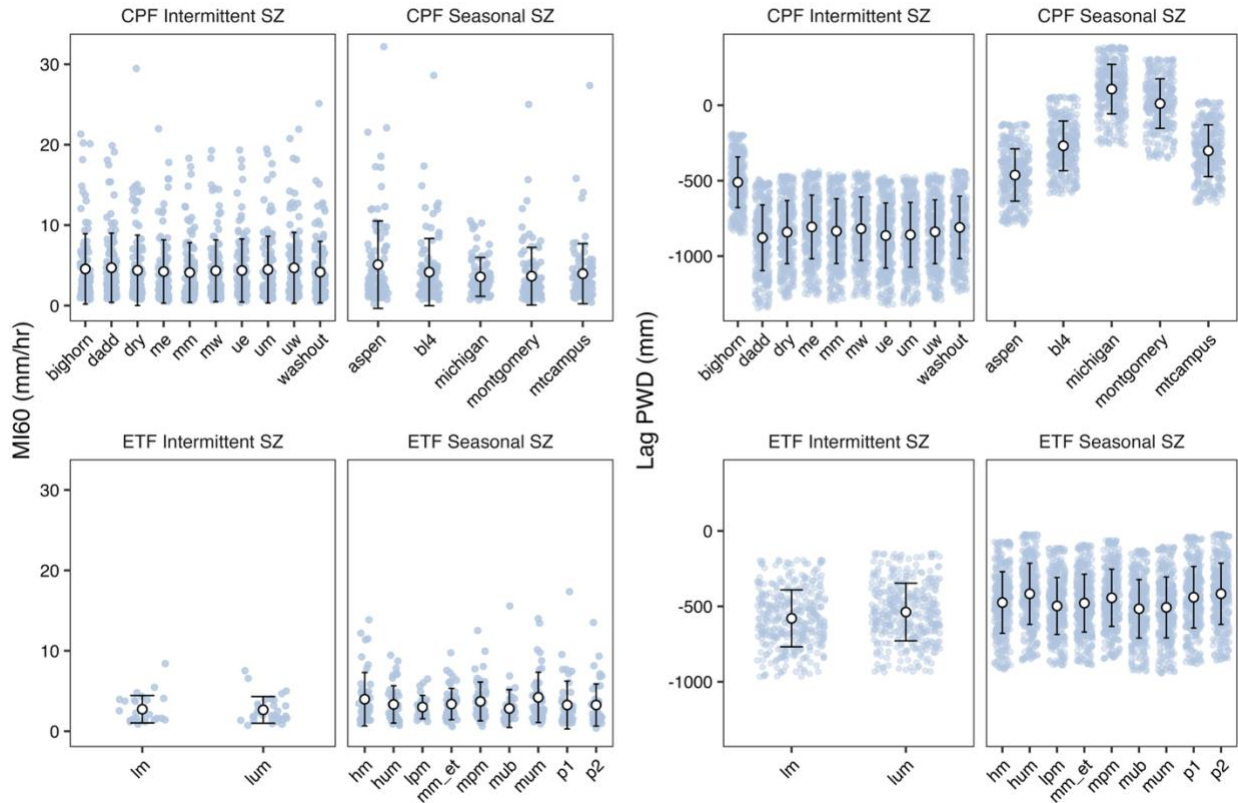 CPF Intermittent SZ
CPF Seasonal SZ
30
20
10
0
bighorn
dadd
dry
me
mm
mw
ue
um
uw
washout
aspen
bl4
michigan
montgomery
mtcampus
MI60 (mm/hr)
ETF Intermittent SZ
ETF Seasonal SZ
30
20
10
0
lm
lum
hm
hum
lpm
mm_et
mpm
mub
mum
p1
p2
CPF Intermittent SZ
CPF Seasonal SZ
0
-500
-1000
bighorn
dadd
dry
me
mm
mw
ue
um
uw
washout
aspen
bl4
michigan
montgomery
mtcampus
Lag PWD (mm)
ETF Intermittent SZ
ETF Seasonal SZ
0
-500
-1000
lm
lum
hm
hum
lpm
mm_et
mpm
mub
mum
p1
p2